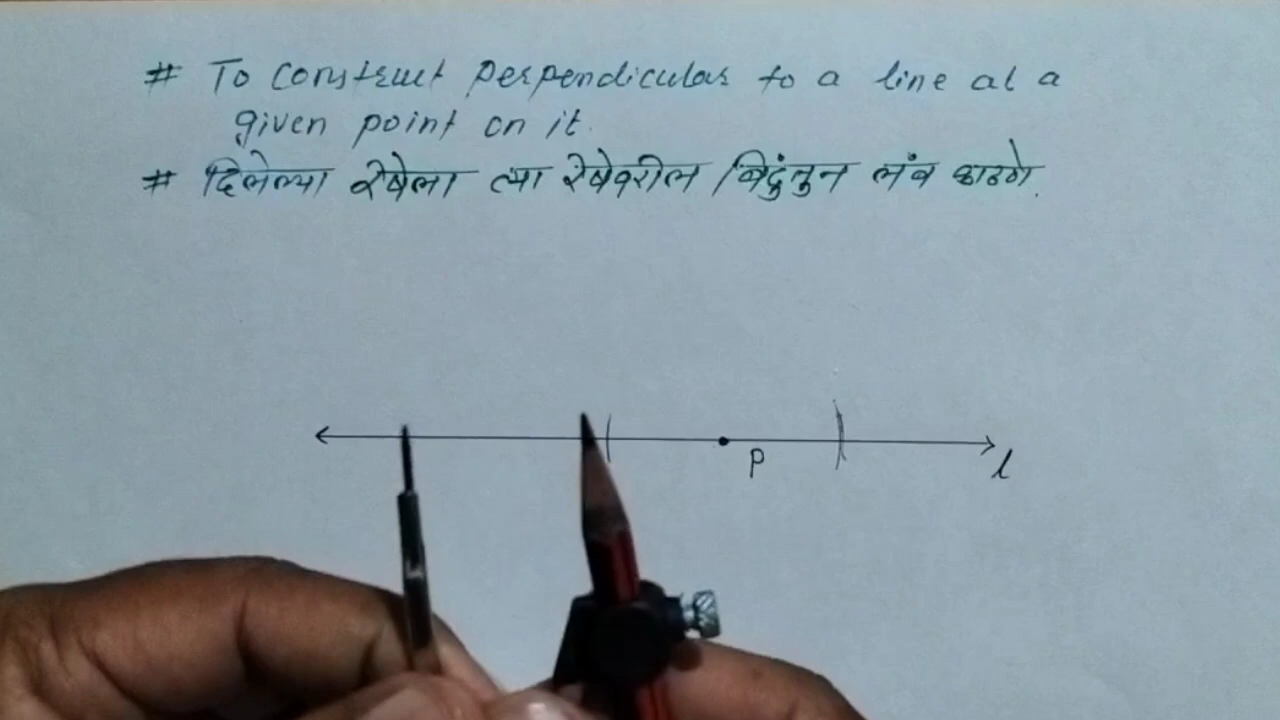 # To construct perpendicular to a line at a
given point on it.
# दिलेल्या रेषेला त्या रेषेवरील बिंदुंतुन लंब काढणे.
P
l